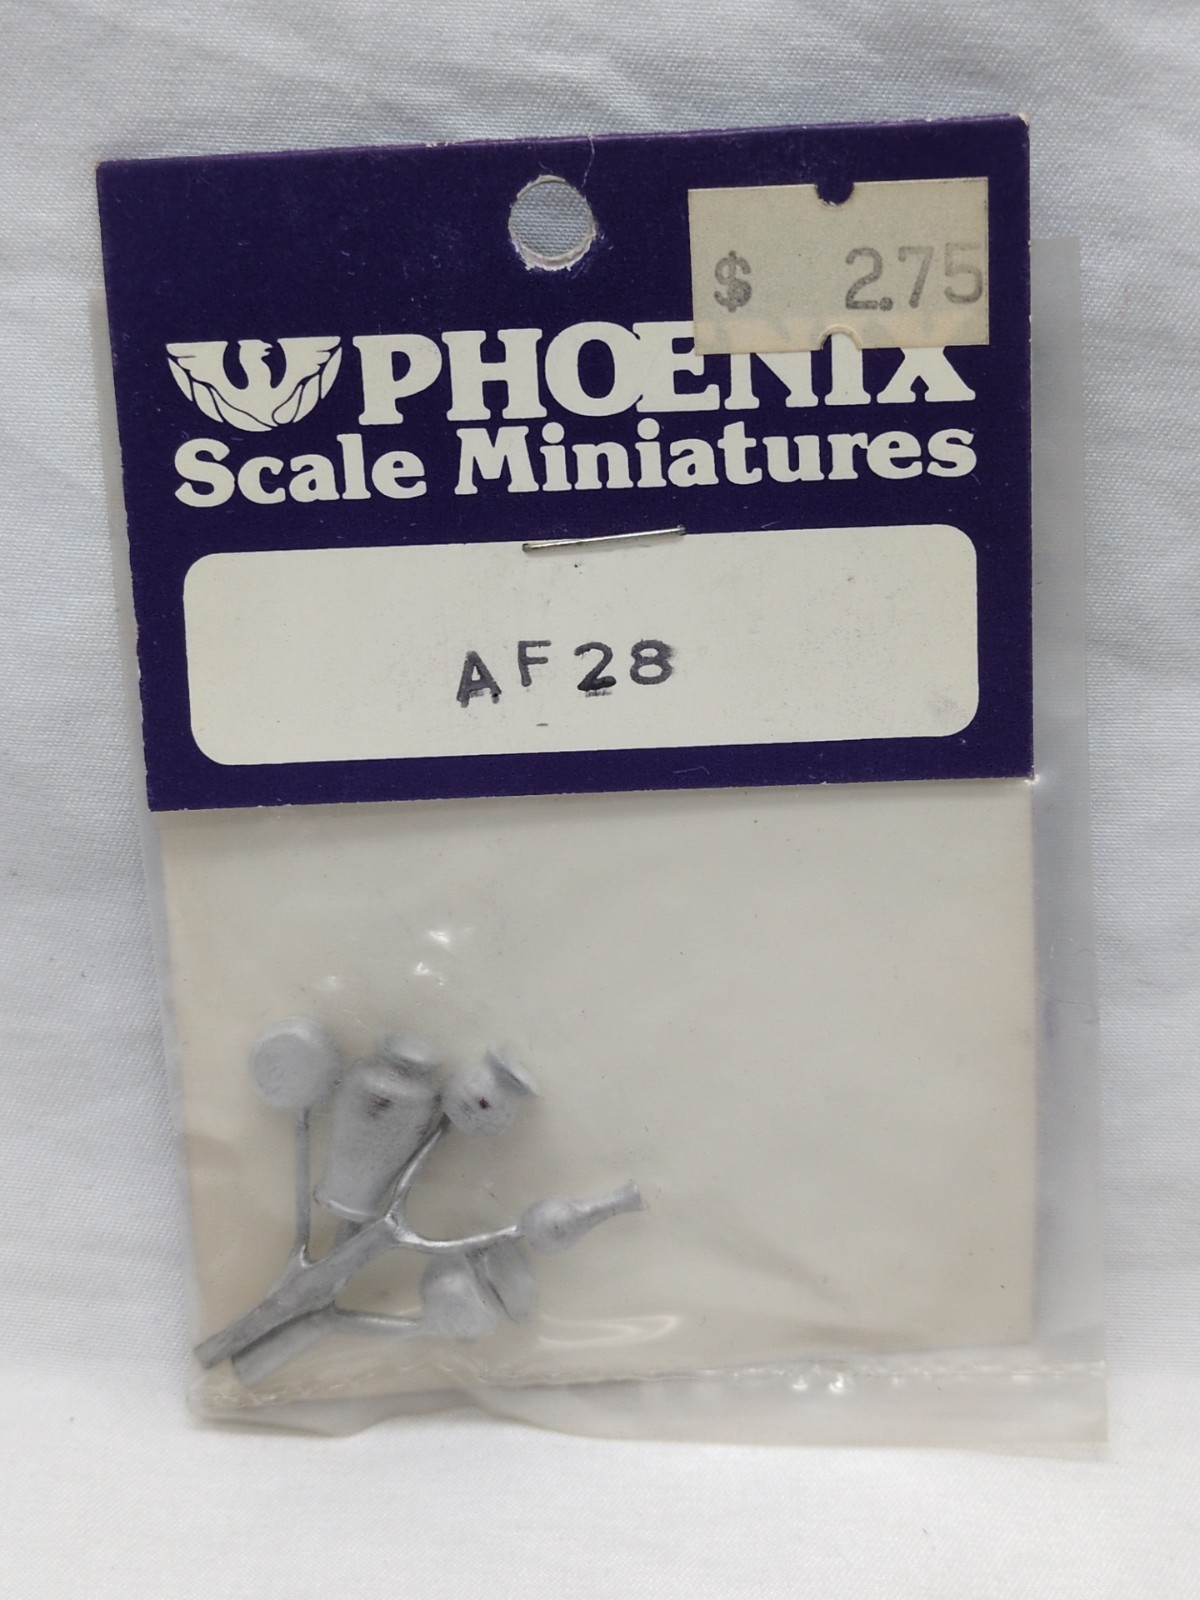 $ 2.75
PHOENIX
Scale Miniatures
AF28